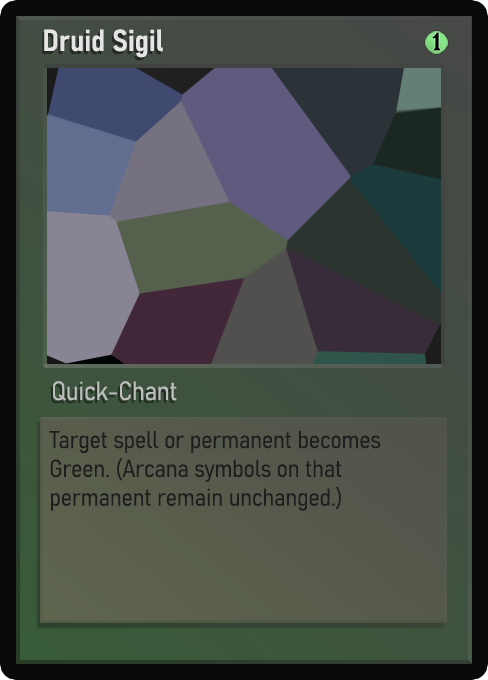 Druid Sigil
1
Quick-Chant
Target spell or permanent becomes
Green. (Arcana symbols on that
permanent remain unchanged.)